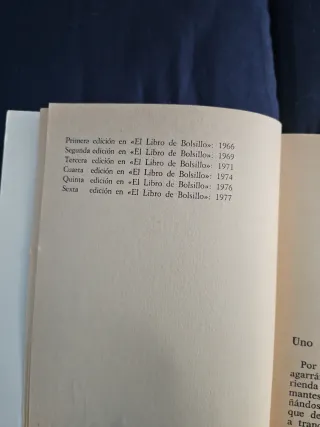 Primera edición en «El Libro de Bolsillo»: 1966
Segunda edición en «El Libro de Bolsillo»: 1969
Tercera edición en «El Libro de Bolsillo»: 1971
Cuarta edición en «El Libro de Bolsillo»: 1974
Quinta edición en «El Libro de Bolsillo»: 1976
Sexta edición en «El Libro de Bolsillo»: 1977
Uno
Por
agarrá
rienda
mantes
ñándos
que de
a tranc